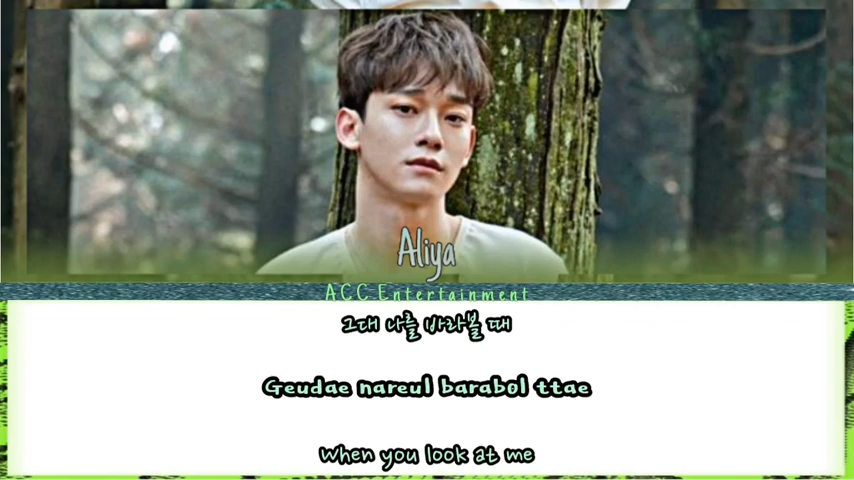 Aliya
ACC Entertainment
그대 나를 바라볼 때
Geudae nareul barabol ttae
When you look at me